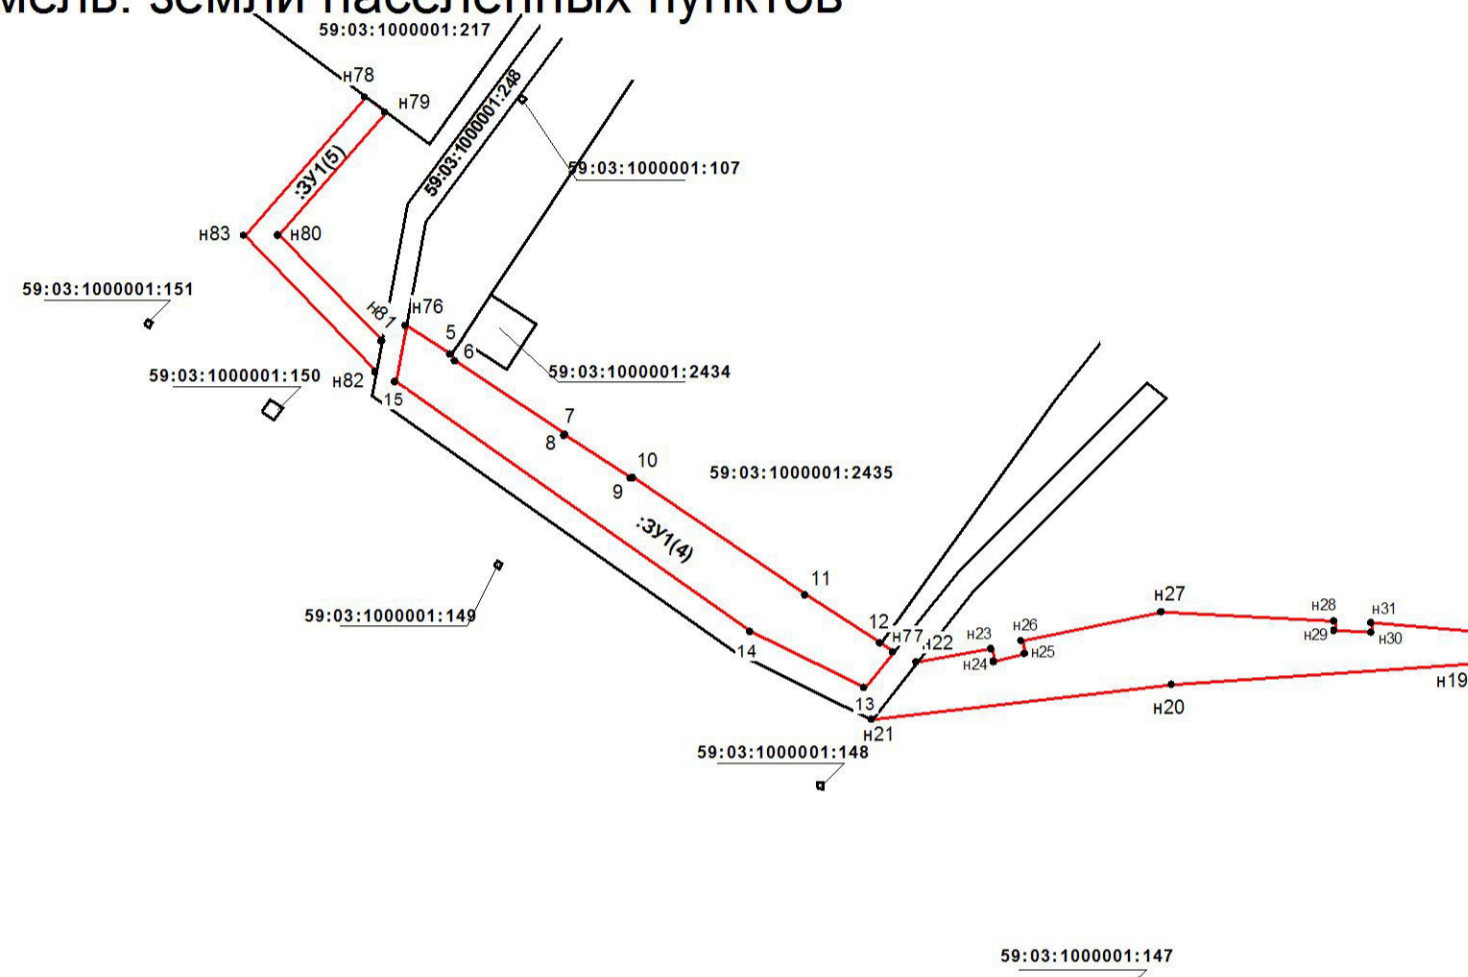 мель: земли населенных пунктов
59:03:1000001:217
н78
н79
59:03:1000001:248
:ЗУ1(5)
59:03:1000001:107
н83
н80
59:03:1000001:151
н81
н76
5
6
59:03:1000001:2434
59:03:1000001:150
н82
15
7
8
10
9
59:03:1000001:2435
:ЗУ1(4)
11
59:03:1000001:149
12
н77
н22
н23
н24
н26
н25
н27
н28
н29
н31
н30
14
13
н21
н20
н19
59:03:1000001:148
59:03:1000001:147